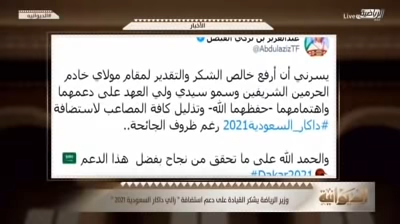 #الديوانيه
الأخبار
الرياضية
Live
عبدالعزيز بن تركي الفيصل
@AbdulazizTF
يسرني أن أرفع خالص الشكر والتقدير لمقام مولاي خادم
الحرمين الشريفين وسمو سيدي ولي العهد على دعمهما
واهتمامهما -حفظهما الله- وتذليل كافة المصاعب لاستضافة
#داكار_السعودية2021 رغم ظروف الجائحة..
والحمد الله على ما تحقق من نجاح بفضل هذا الدعم
#Dakar2021
وزير الرياضة يشكر القيادة على دعم استضافة " رالي داكار السعودية 2021 "
الديوانية